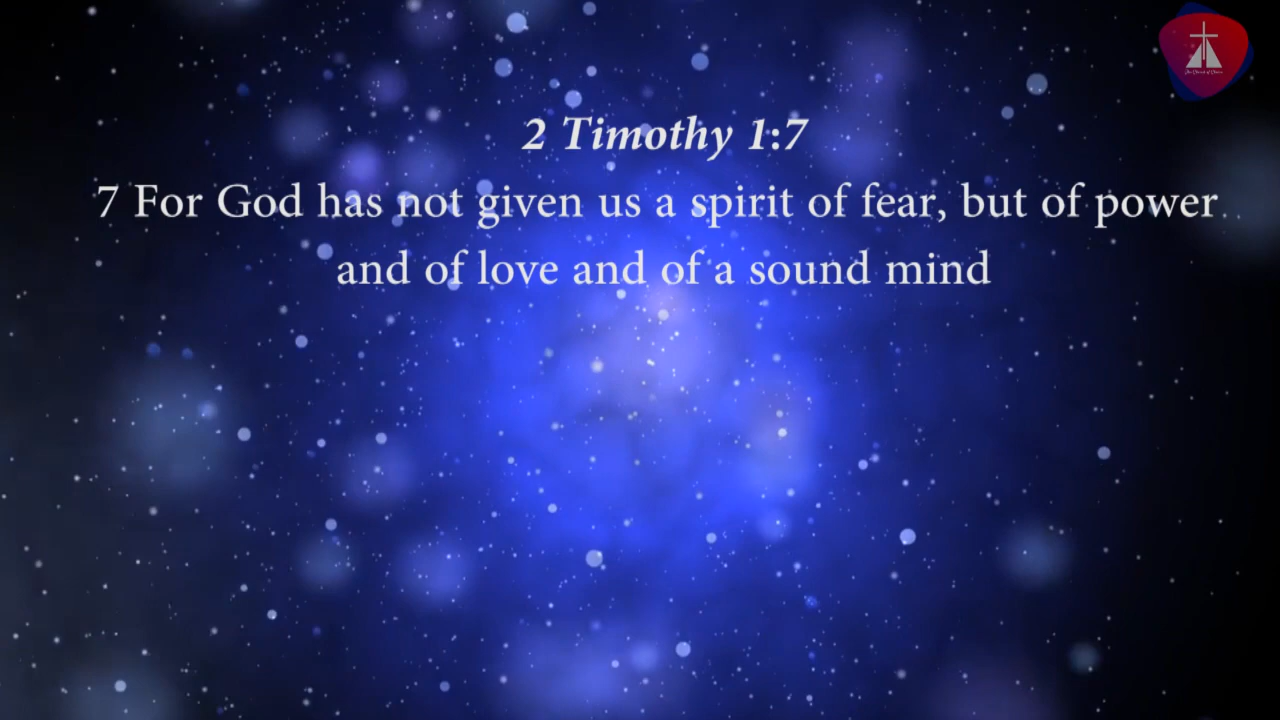 2 Timothy 1:7
7 For God has not given us a spirit of fear, but of power
and of love and of a sound mind